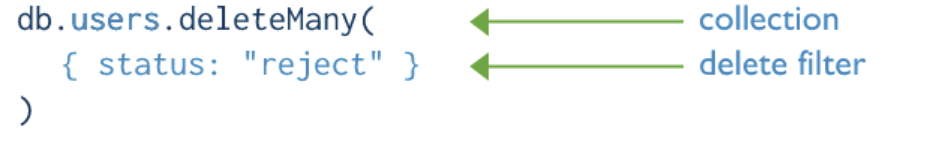 db.users.deleteMany( collection
{ status: "reject" } delete filter
)